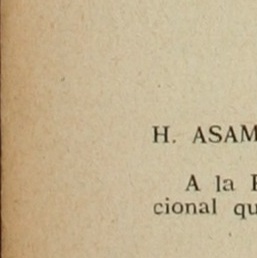 H. ASAM
A la
cional qu